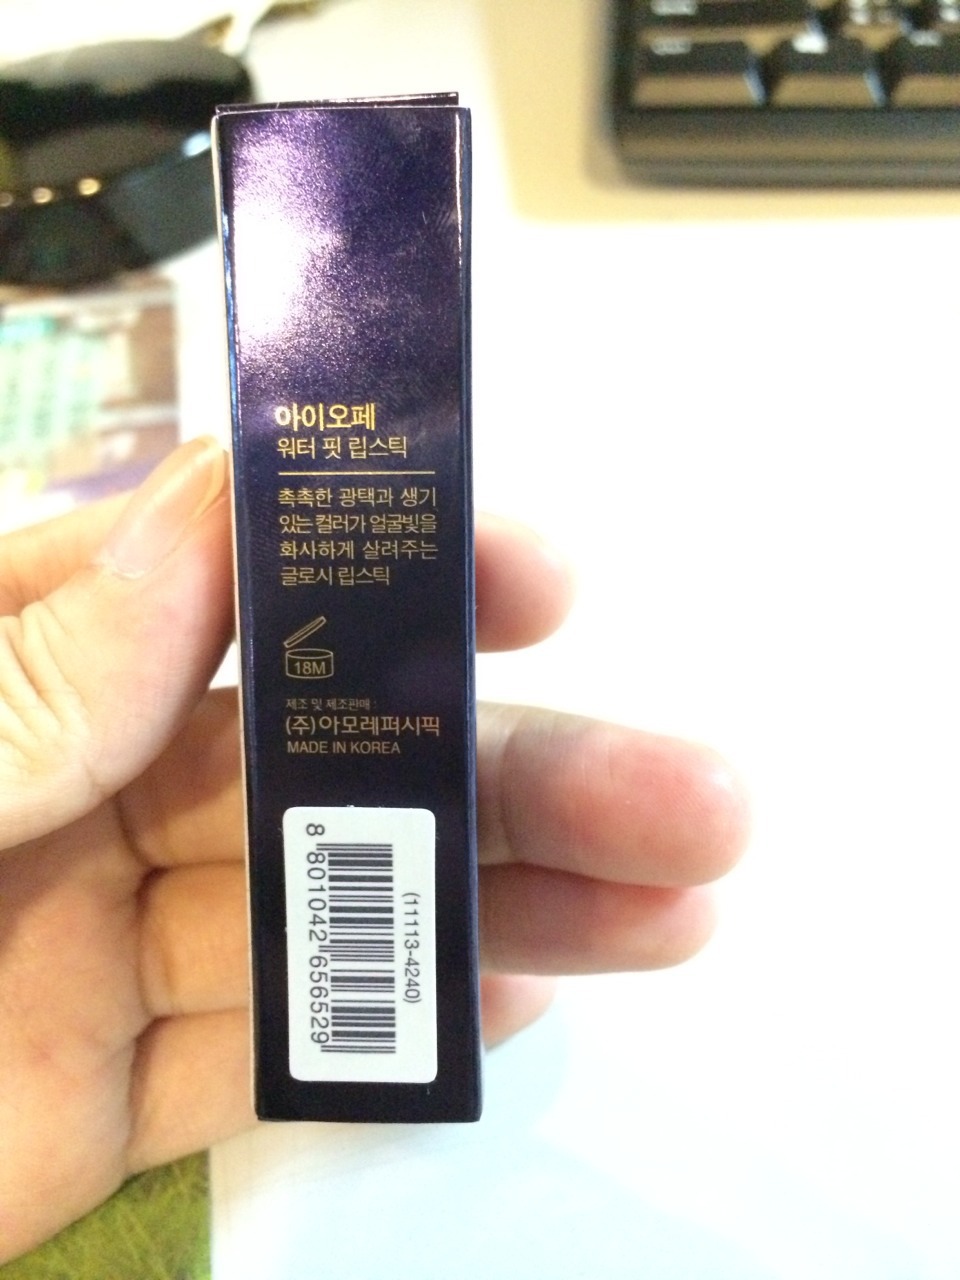 아이오페
워터 핏 립스틱
촉촉한 광택과 생기
있는 컬러가 얼굴빛을
화사하게 살려주는
글로시 립스틱
18M
제조 및 제조판매 :
(주)아모레퍼시픽
MADE IN KOREA
(11113-4240)
8 801042 656529